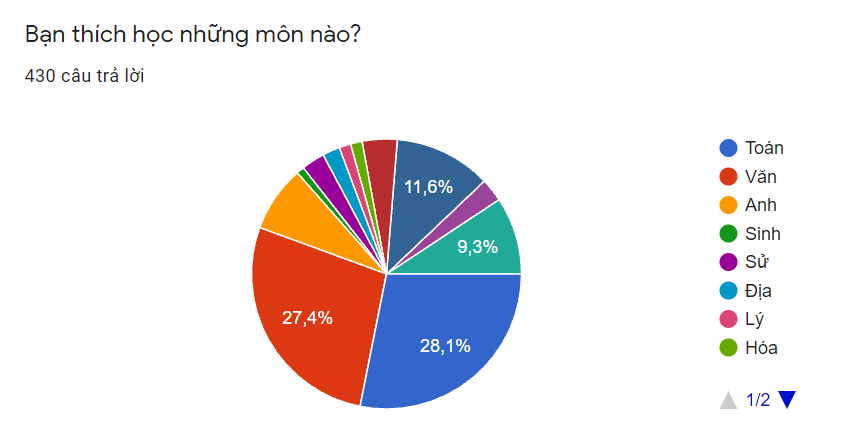 Bạn thích học những môn nào?
430 câu trả lời
11,6%
9,3%
27,4%
28,1%
Toán
Văn
Anh
Sinh
Sử
Địa
Lý
Hóa
1/2